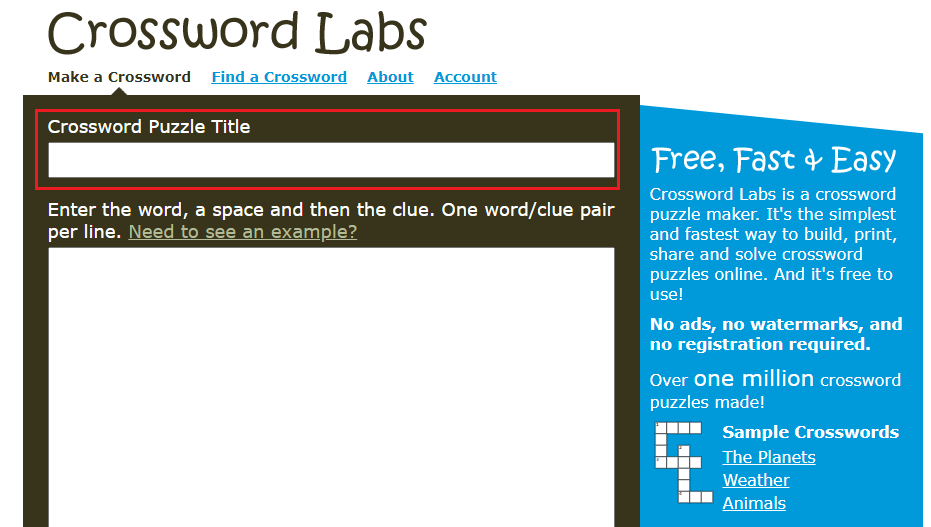 Crossword Labs
Make a Crossword Find a Crossword About Account
Crossword Puzzle Title
Enter the word, a space and then the clue. One word/clue pair
per line. Need to see an example?
Free, Fast & Easy
Crossword Labs is a crossword
puzzle maker. It's the simplest
and fastest way to build, print,
share and solve crossword
puzzles online. And it's free to
use!
No ads, no watermarks, and
no registration required.
Over one million crossword
puzzles made!
Sample Crosswords
The Planets
Weather
Animals